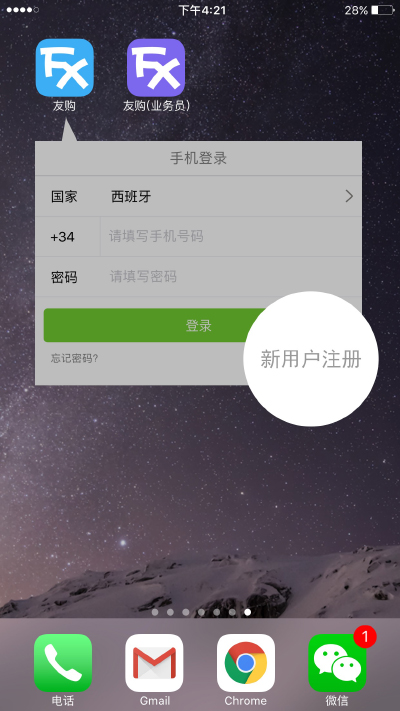 下午4:21
28%
友购
友购(业务员)
手机登录
国家 西班牙
+34 请填写手机号码
密码 请填写密码
登录
忘记密码?
新用户注册
电话
Gmail
Chrome
微信
1